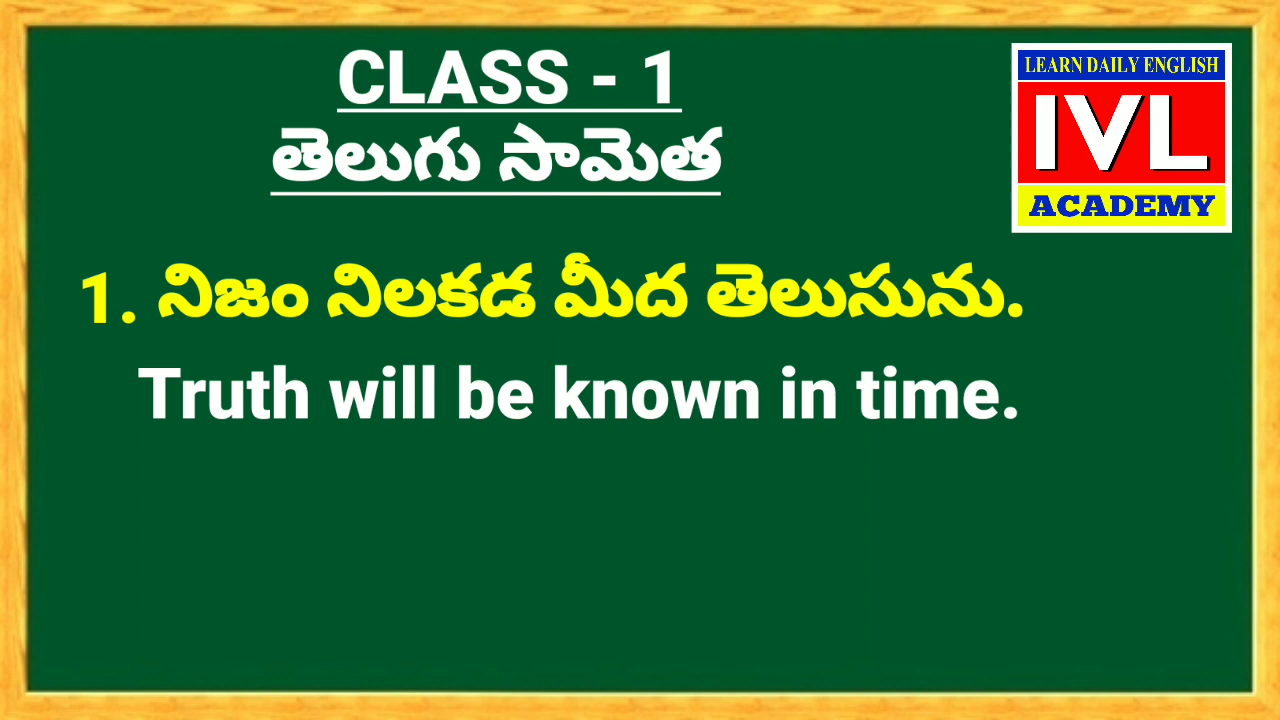 CLASS - 1
తెలుగు సామెత
LEARN DAILY ENGLISH
IVL
ACADEMY
1. నిజం నిలకడ మీద తెలుసును.
Truth will be known in time.